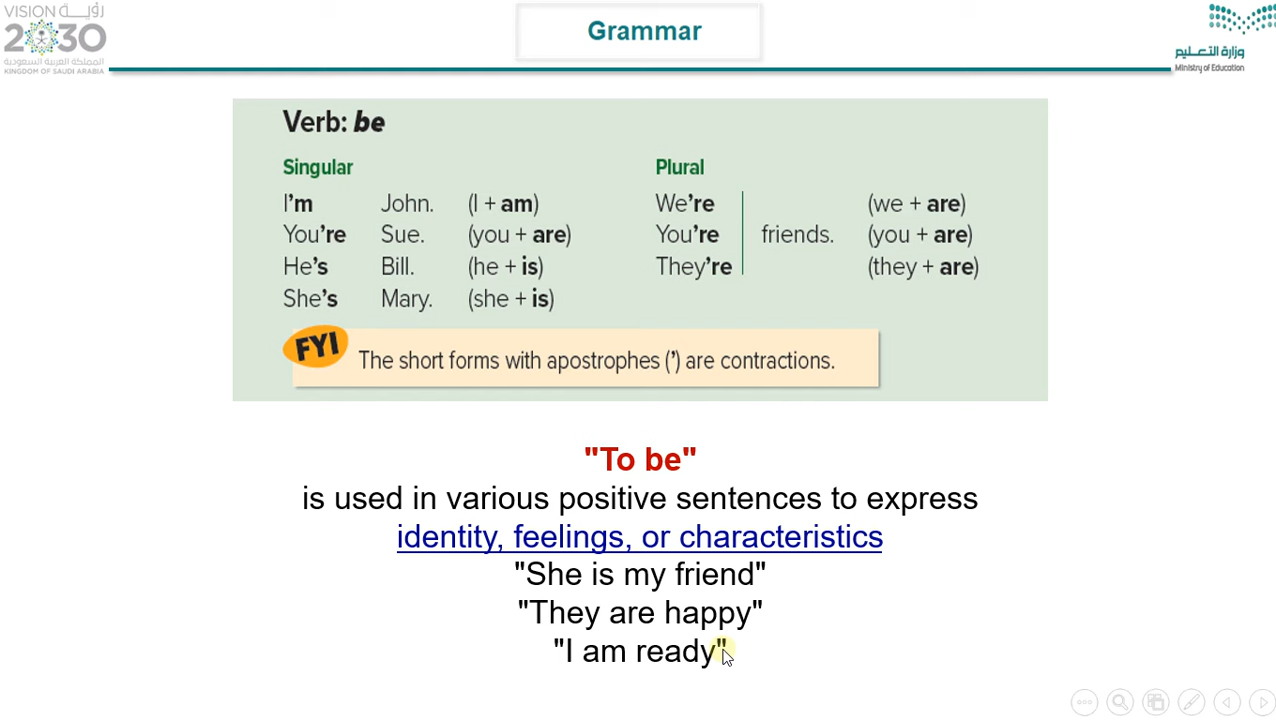 VISION رؤيــة
2030
المملكة العربية السعودية
KINGDOM OF SAUDI ARABIA
Grammar
وزارة التعـليم
Ministry of Education
Verb: be
Singular
I'm John. (I + am)
You're Sue. (you + are)
He's Bill. (he + is)
She's Mary. (she + is)
Plural
We're (we + are)
You're friends. (you + are)
They're (they + are)
FYI The short forms with apostrophes (') are contractions.
"To be"
is used in various positive sentences to express
identity, feelings, or characteristics
"She is my friend"
"They are happy"
"I am ready"